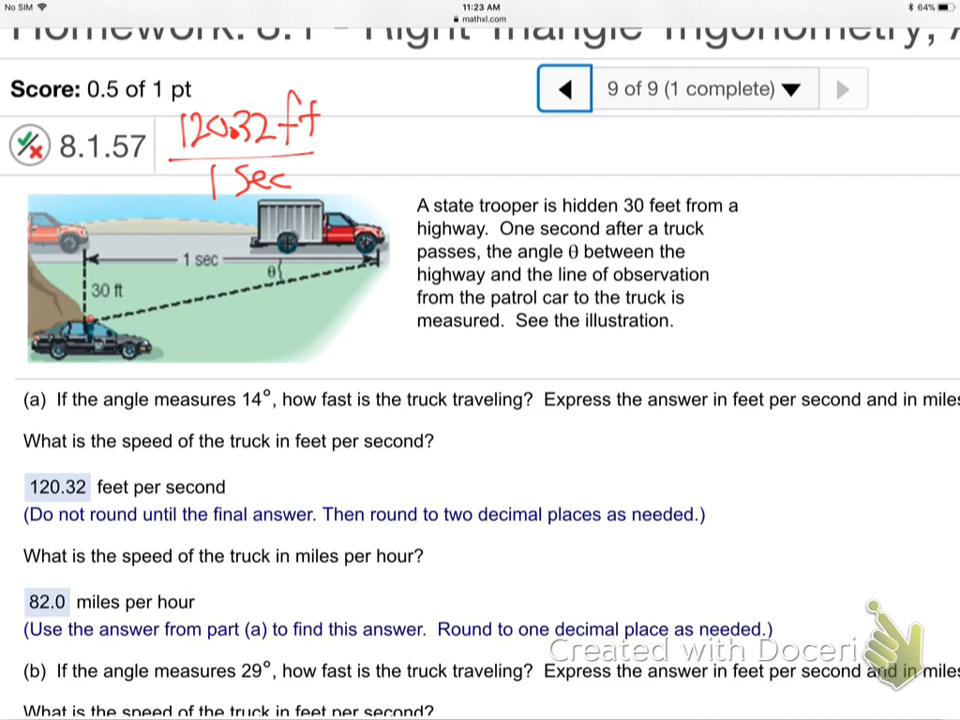 No SIM
11:23 AM
64%
mathxl.com
Homework: 8.1 - Right Triangle Trigonometry; A
Score: 0.5 of 1 pt
9 of 9 (1 complete)
8.1.57
120.32 ft
1 sec
A state trooper is hidden 30 feet from a
highway. One second after a truck
passes, the angle θ between the
highway and the line of observation
from the patrol car to the truck is
measured. See the illustration.
1 sec
θ
30 ft
(a) If the angle measures 14°, how fast is the truck traveling? Express the answer in feet per second and in miles
What is the speed of the truck in feet per second?
120.32 feet per second
(Do not round until the final answer. Then round to two decimal places as needed.)
What is the speed of the truck in miles per hour?
82.0 miles per hour
(Use the answer from part (a) to find this answer. Round to one decimal place as needed.)
Created with Doceri
(b) If the angle measures 29°, how fast is the truck traveling? Express the answer in feet per second and in miles
What is the speed of the truck in feet per second?